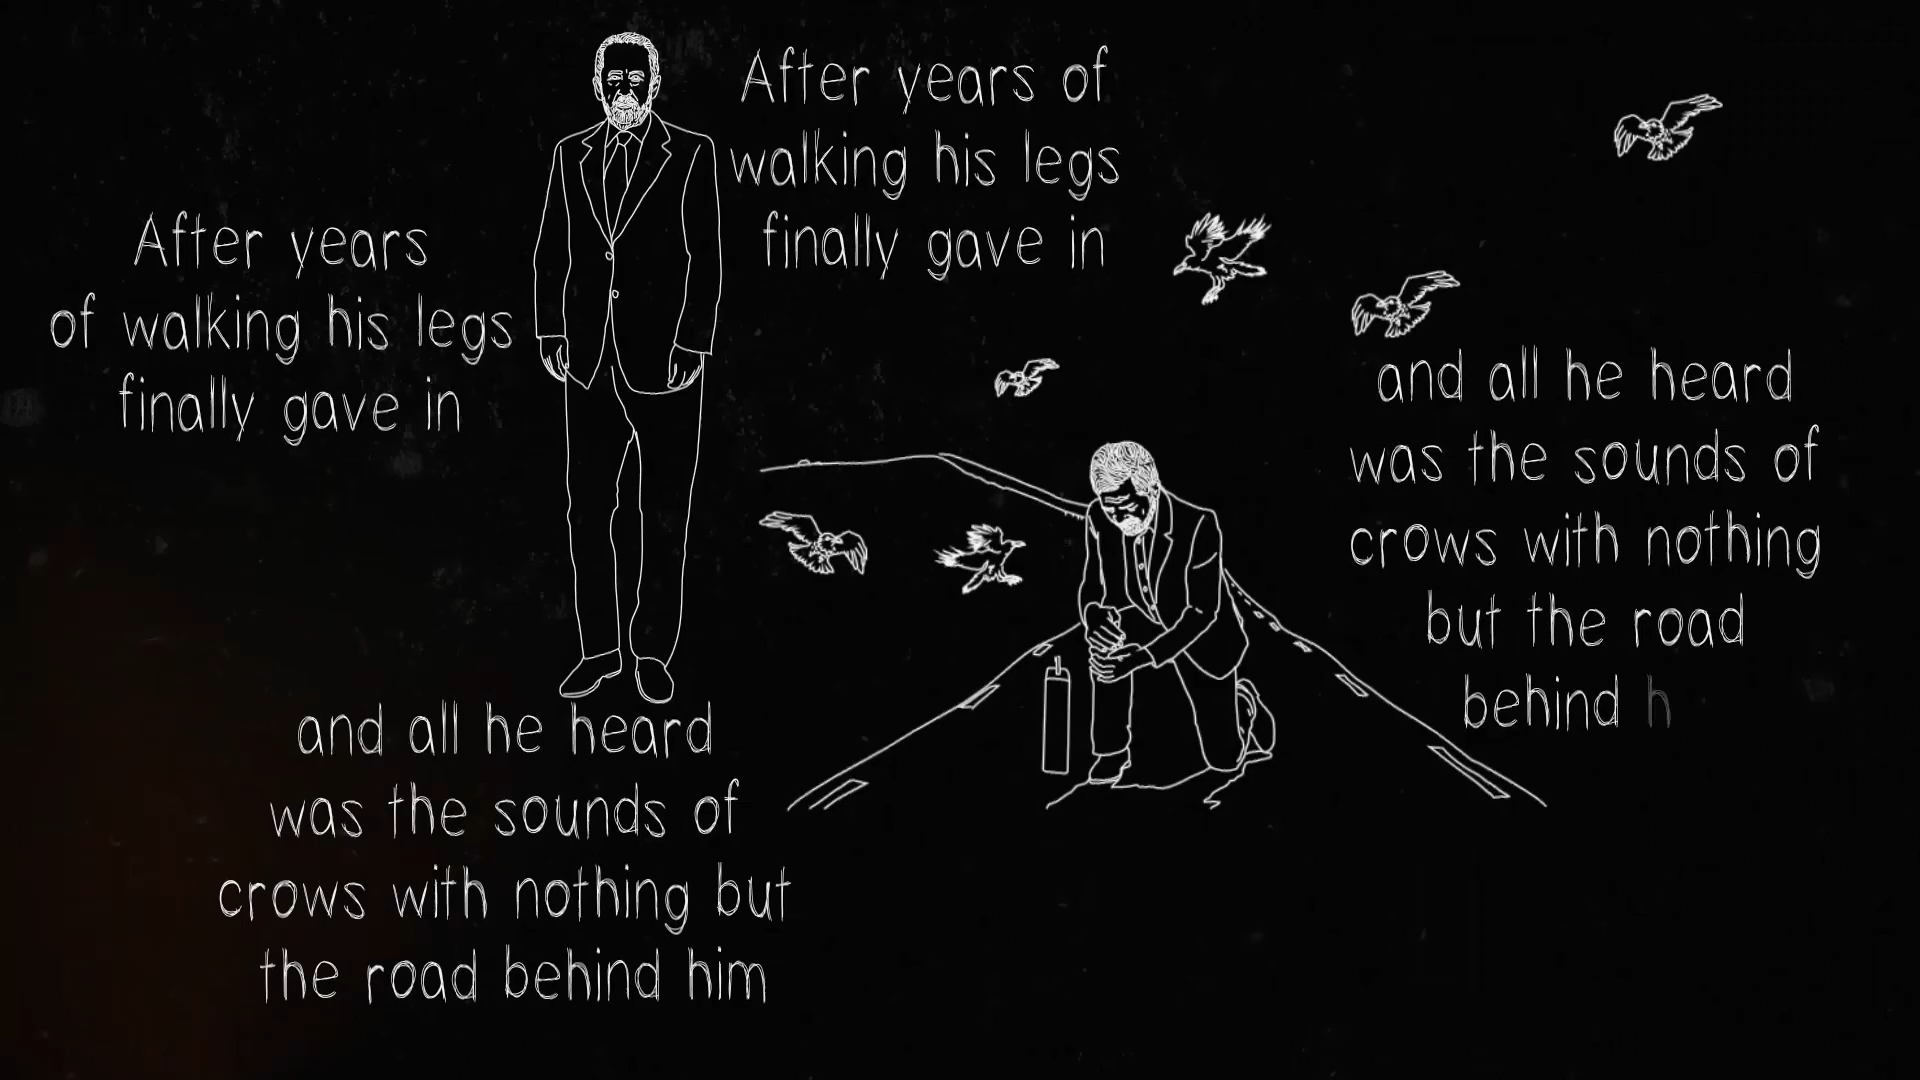 After years
of walking his legs
finally gave in
After years of
walking his legs
finally gave in
and all he heard
was the sounds of
crows with nothing but
the road behind him
and all he heard
was the sounds of
crows with nothing
but the road
behind h